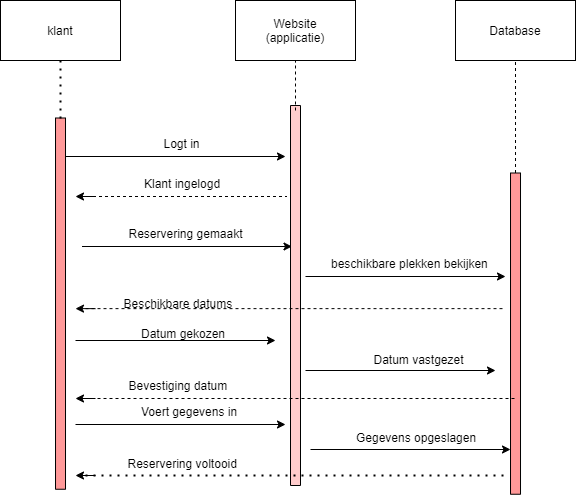 klant
Website
(applicatie)
Database
Logt in
Klant ingelogd
Reservering gemaakt
beschikbare plekken bekijken
Beschikbare datums
Datum gekozen
Datum vastgezet
Bevestiging datum
Voert gegevens in
Gegevens opgeslagen
Reservering voltooid